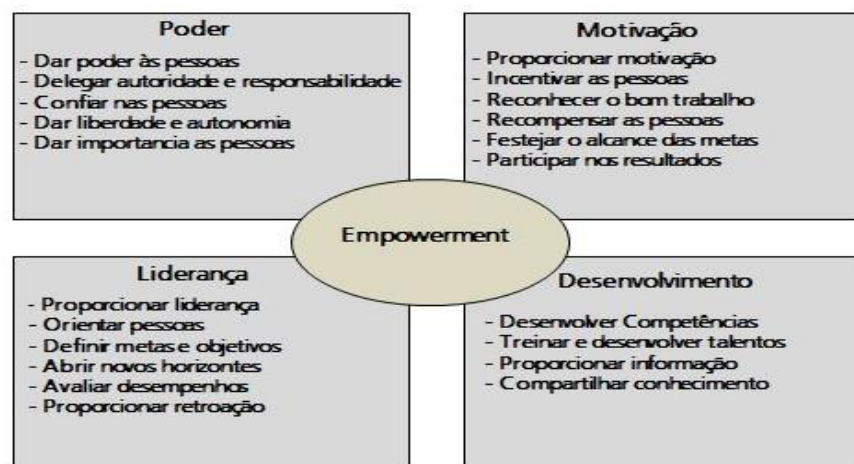 Poder
- Dar poder às pessoas
- Delegar autoridade e responsabilidade
- Confiar nas pessoas
- Dar liberdade e autonomia
- Dar importancia as pessoas
Motivação
- Proporcionar motivação
- Incentivar as pessoas
- Reconhecer o bom trabalho
- Recompensar as pessoas
- Festejar o alcance das metas
- Participar nos resultados
Empowerment
Liderança
- Proporcionar liderança
- Orientar pessoas
- Definir metas e objetivos
- Abrir novos horizontes
- Avaliar desempenhos
- Proporcionar retroação
Desenvolvimento
- Desenvolver Competências
- Treinar e desenvolver talentos
- Proporcionar informação
- Compartilhar conhecimento